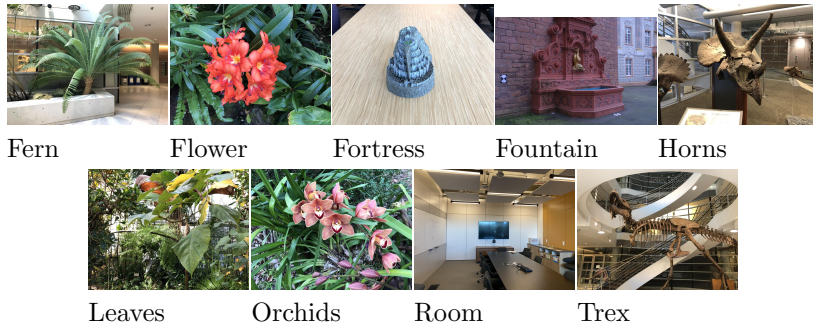 Fern
Flower
Fortress
Fountain
Horns
Leaves
Orchids
Room
Trex